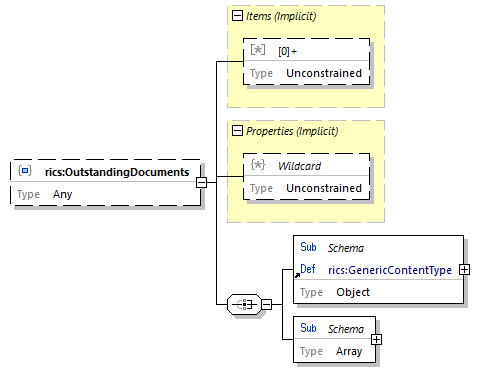 Items (Implicit)
[0]+
Type Unconstrained
Properties (Implicit)
Wildcard
Type Unconstrained
rics:OutstandingDocuments
Type Any
Sub Schema
Def rics:GenericContentType
Type Object
Sub Schema
Type Array